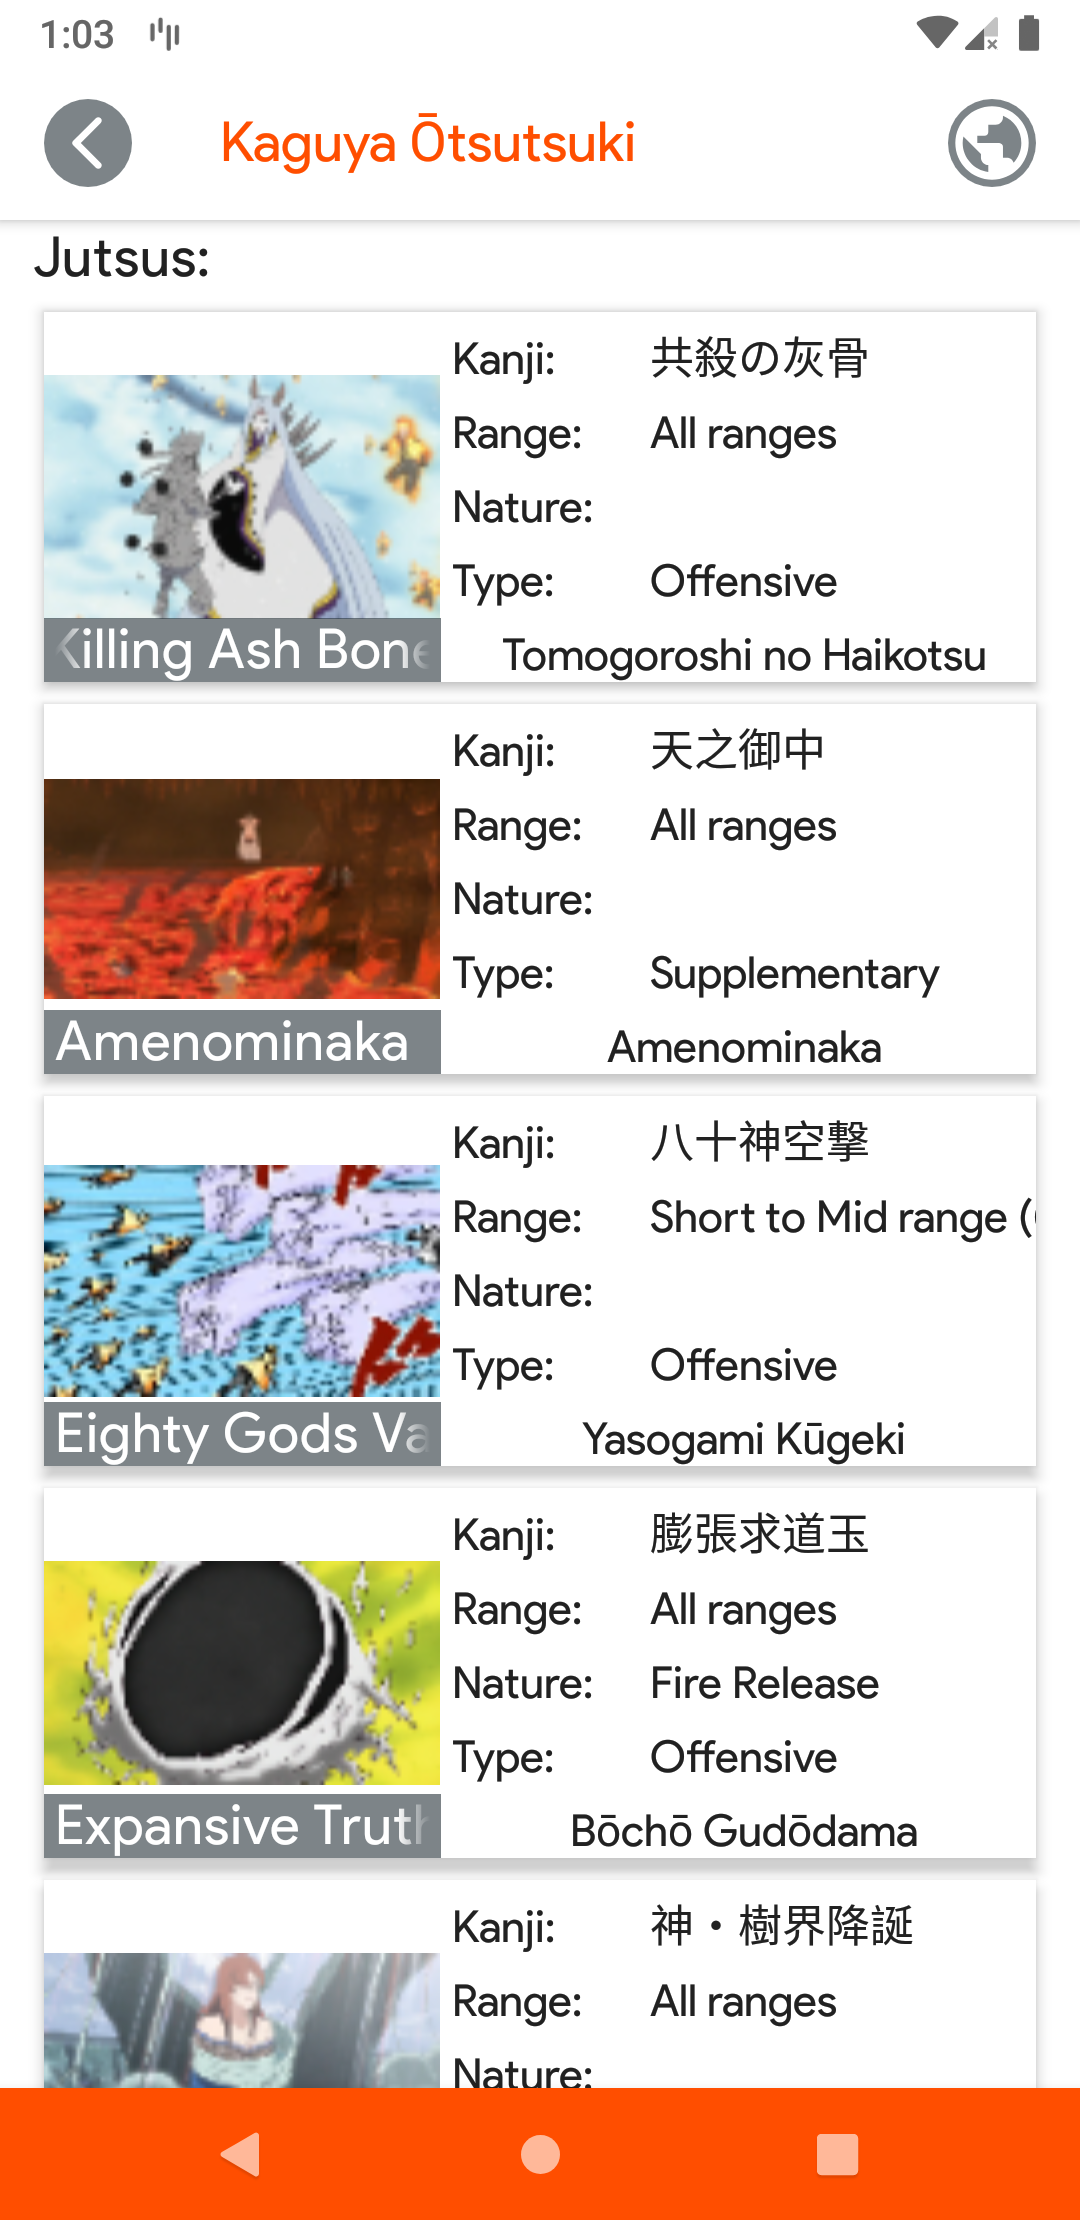 1:03
Kaguya Ōtsutsuki
Jutsus:
Kanji: 共殺の灰骨
Range: All ranges
Nature:
Type: Offensive
Killing Ash Bone
Tomogoroshi no Haikotsu
Kanji: 天之御中
Range: All ranges
Nature:
Type: Supplementary
Amenominaka
Amenominaka
Kanji: 八十神空撃
Range: Short to Mid range (
Nature:
Type: Offensive
Eighty Gods Va
Yasogami Kūgeki
Kanji: 膨張求道玉
Range: All ranges
Nature: Fire Release
Type: Offensive
Expansive Truth
Bōchō Gudōdama
Kanji: 神・樹界降誕
Range: All ranges
Nature: